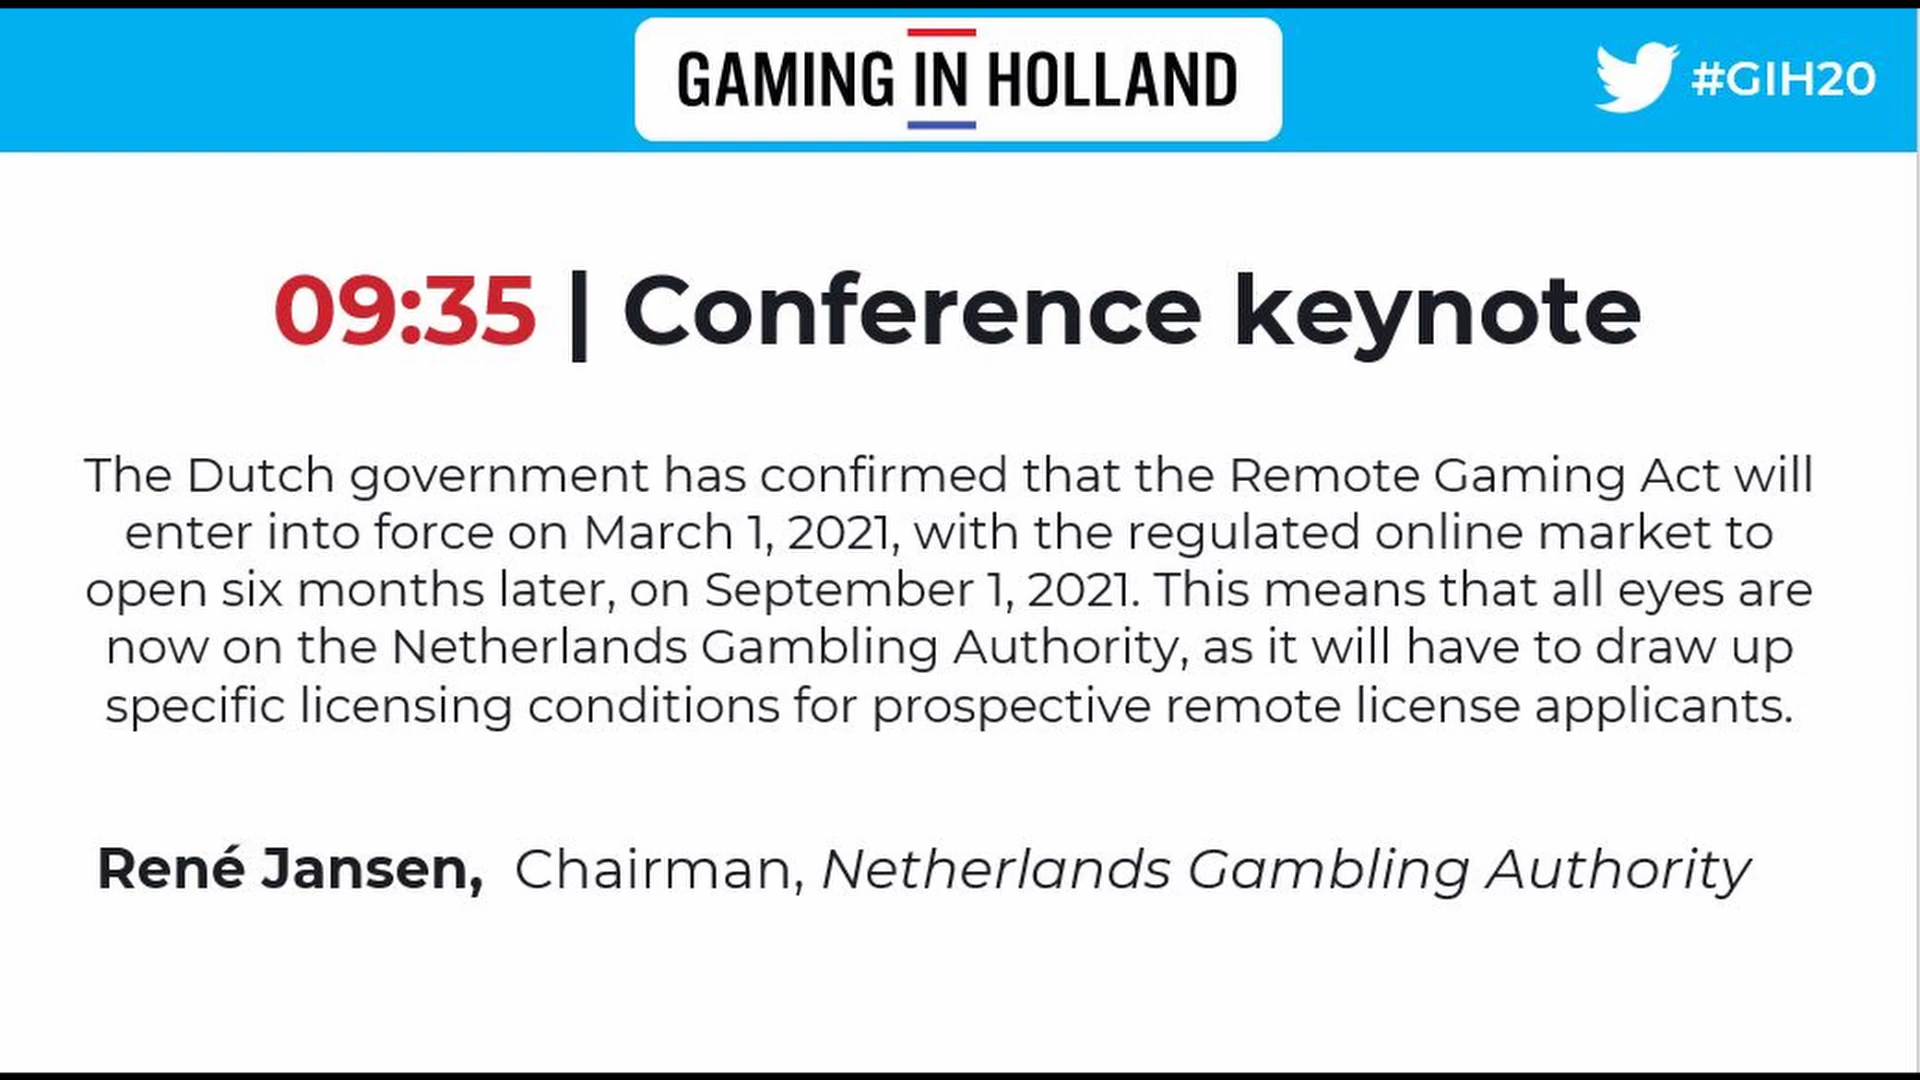 GAMING IN HOLLAND
#GIH20
09:35 | Conference keynote
The Dutch government has confirmed that the Remote Gaming Act will
enter into force on March 1, 2021, with the regulated online market to
open six months later, on September 1, 2021. This means that all eyes are
now on the Netherlands Gambling Authority, as it will have to draw up
specific licensing conditions for prospective remote license applicants.
René Jansen, Chairman, Netherlands Gambling Authority